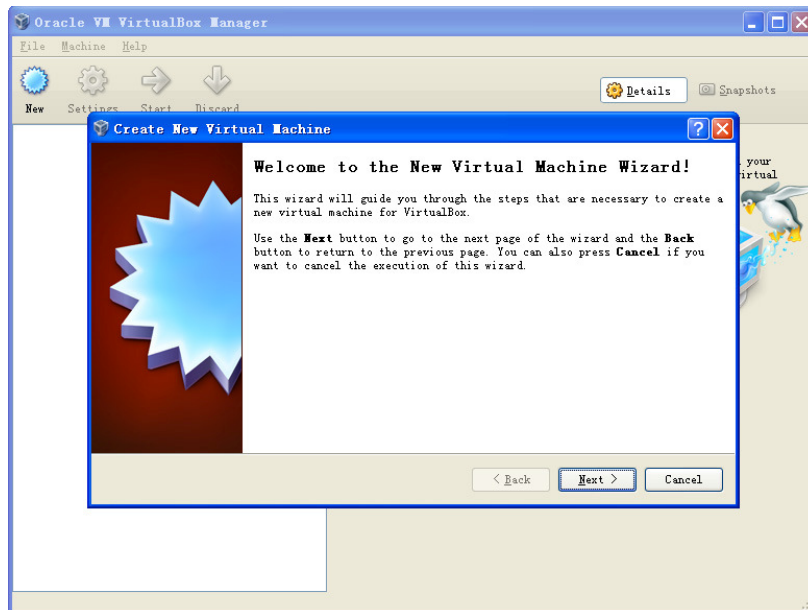 Oracle VM VirtualBox Manager
File Machine Help
New Settings Start Discard
Details Snapshots
your
virtual
Create New Virtual Machine
Welcome to the New Virtual Machine Wizard!
This wizard will guide you through the steps that are necessary to create a
new virtual machine for VirtualBox.
Use the Next button to go to the next page of the wizard and the Back
button to return to the previous page. You can also press Cancel if you
want to cancel the execution of this wizard.
< Back Next > Cancel